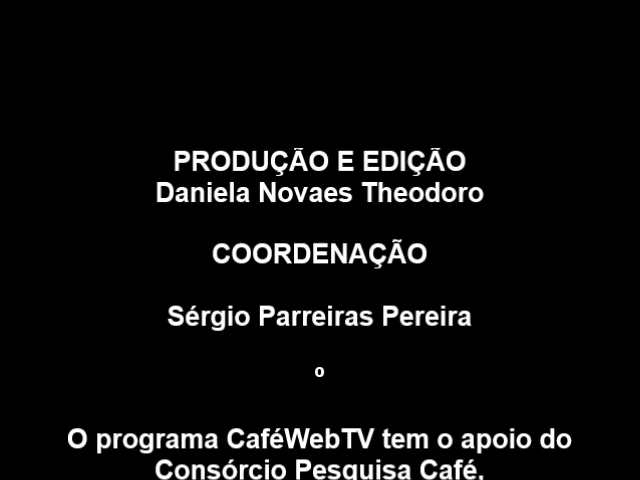 PRODUÇÃO E EDIÇÃO
Daniela Novaes Theodoro
COORDENAÇÃO
Sérgio Parreiras Pereira
o
O programa CaféWebTV tem o apoio do
Consórcio Pesquisa Café,